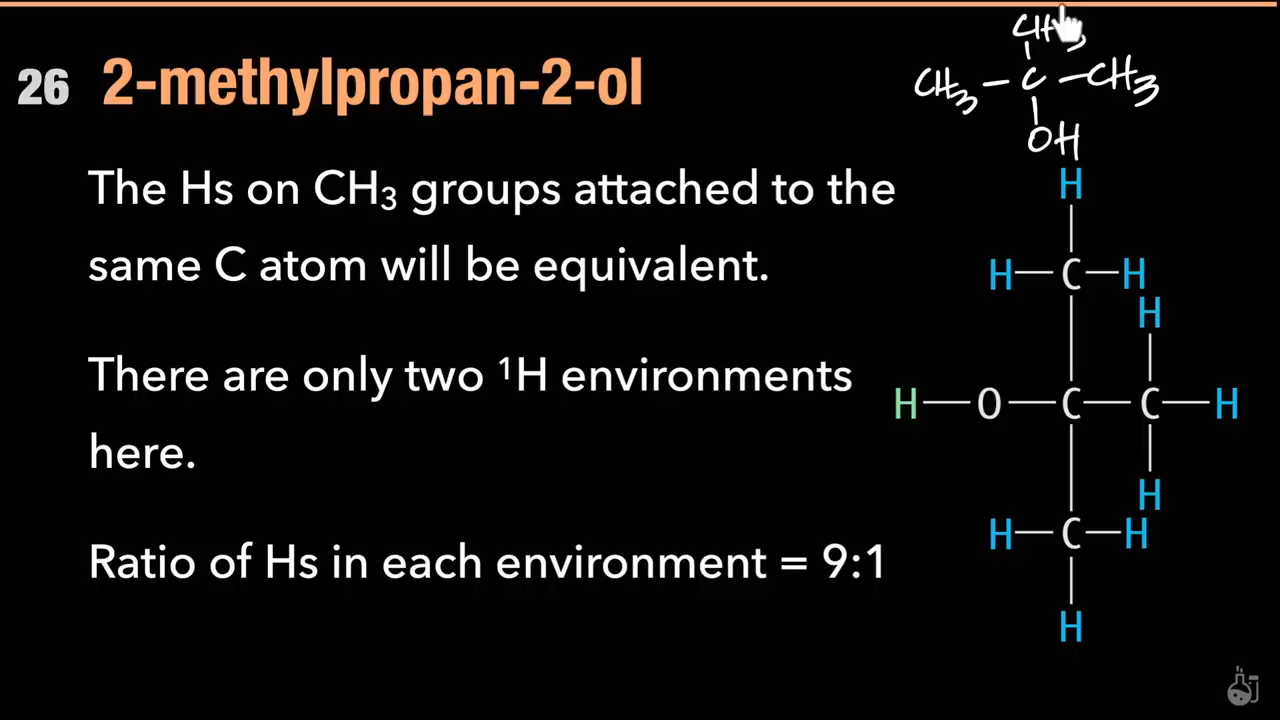 CH3
26 2-methylpropan-2-ol
CH3 – C – CH3
OH
The Hs on CH₃ groups attached to the
same C atom will be equivalent.
There are only two ¹H environments
here.
Ratio of Hs in each environment = 9:1
H
H—C—H
H
H—O—C—C—H
H
H—C—H
H